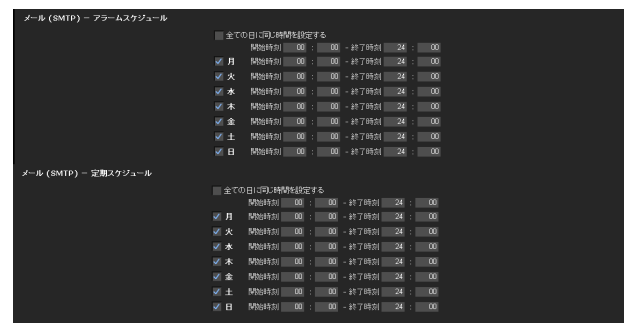 メール (SMTP) − アラームスケジュール
全ての日に同じ時間を設定する
開始時刻 00 : 00 - 終了時刻 24 : 00
月 開始時刻 00 : 00 - 終了時刻 24 : 00
火 開始時刻 00 : 00 - 終了時刻 24 : 00
水 開始時刻 00 : 00 - 終了時刻 24 : 00
木 開始時刻 00 : 00 - 終了時刻 24 : 00
金 開始時刻 00 : 00 - 終了時刻 24 : 00
土 開始時刻 00 : 00 - 終了時刻 24 : 00
日 開始時刻 00 : 00 - 終了時刻 24 : 00
メール (SMTP) − 定期スケジュール
全ての日に同じ時間を設定する
開始時刻 00 : 00 - 終了時刻 24 : 00
月 開始時刻 00 : 00 - 終了時刻 24 : 00
火 開始時刻 00 : 00 - 終了時刻 24 : 00
水 開始時刻 00 : 00 - 終了時刻 24 : 00
木 開始時刻 00 : 00 - 終了時刻 24 : 00
金 開始時刻 00 : 00 - 終了時刻 24 : 00
土 開始時刻 00 : 00 - 終了時刻 24 : 00
日 開始時刻 00 : 00 - 終了時刻 24 : 00